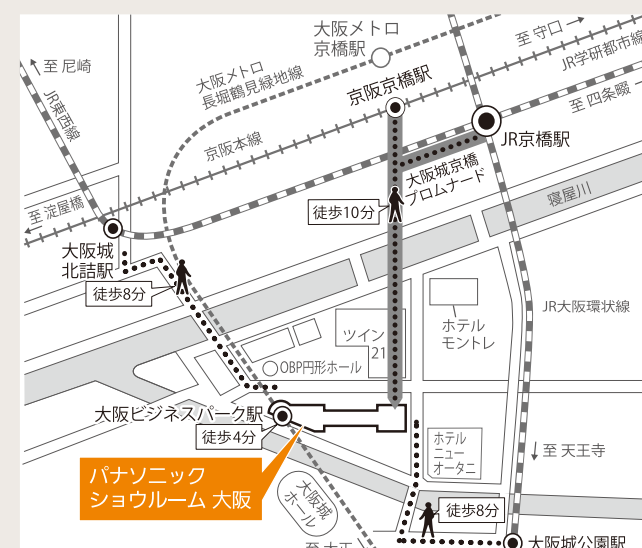 大阪メトロ
京橋駅
至 守口
至 尼崎
大阪メトロ
長堀鶴見緑地線
京阪京橋駅
JR学研都市線
至 四条畷
JR東西線
京阪本線
JR京橋駅
大阪城京橋
プロムナード
寝屋川
至 淀屋橋
徒歩10分
大阪城
北詰駅
徒歩8分
JR大阪環状線
ホテル
モントレ
ツイン
21
OBP円形ホール
大阪ビジネスパーク駅
徒歩4分
ホテル
ニュー
オータニ
至 天王寺
パナソニック
ショウルーム 大阪
大阪城
ホール
徒歩8分
大阪城公園駅